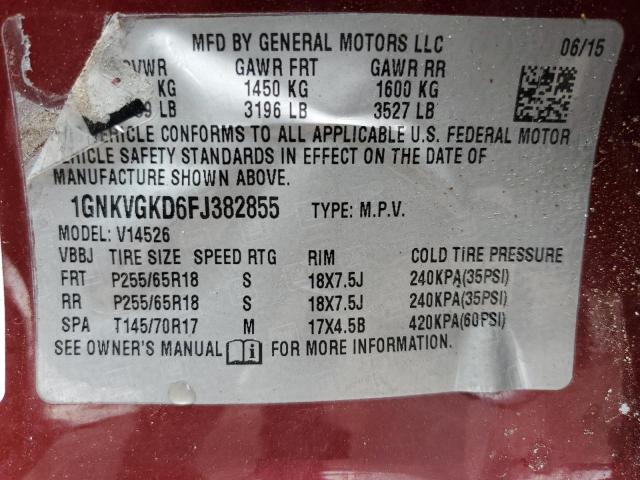 MFD BY GENERAL MOTORS LLC 06/15
GVWR GAWR FRT GAWR RR
KG 1450 KG 1600 KG
LB 3196 LB 3527 LB
VEHICLE CONFORMS TO ALL APPLICABLE U.S. FEDERAL MOTOR
VEHICLE SAFETY STANDARDS IN EFFECT ON THE DATE OF
MANUFACTURE SHOWN ABOVE.
1GNKVGKD6FJ382855 TYPE: M.P.V.
MODEL: V14526
VBBJ TIRE SIZE SPEED RTG RIM COLD TIRE PRESSURE
FRT P255/65R18 S 18X7.5J 240KPA(35PSI)
RR P255/65R18 S 18X7.5J 240KPA(35PSI)
SPA T145/70R17 M 17X4.5B 420KPA(60PSI)
SEE OWNER'S MANUAL i FOR MORE INFORMATION.